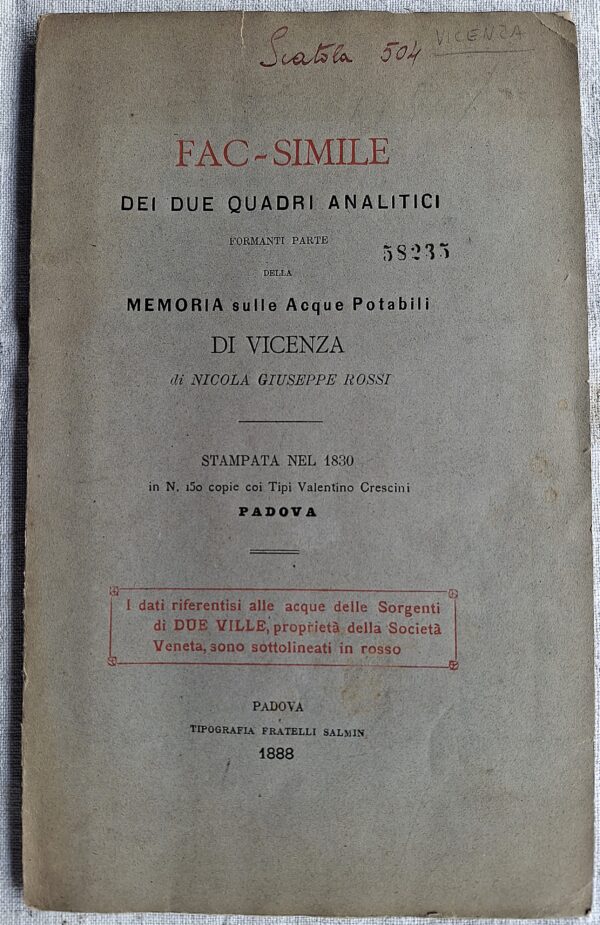 Scatola 504 VICENZA
FAC-SIMILE
DEI DUE QUADRI ANALITICI
FORMANTI PARTE
58235
DELLA
MEMORIA sulle Acque Potabili
DI VICENZA
di NICOLA GIUSEPPE ROSSI
STAMPATA NEL 1830
in N. 150 copie coi Tipi Valentino Crescini
PADOVA
I dati riferentisi alle acque delle Sorgenti
di DUE VILLE, proprietà della Società
Veneta, sono sottolineati in rosso
PADOVA
TIPOGRAFIA FRATELLI SALMIN
1888